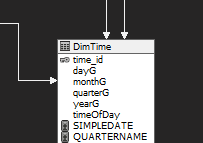 DimTime
time_id
dayG
monthG
quarterG
yearG
timeOfDay
SIMPLEDATE
QUARTERNAME